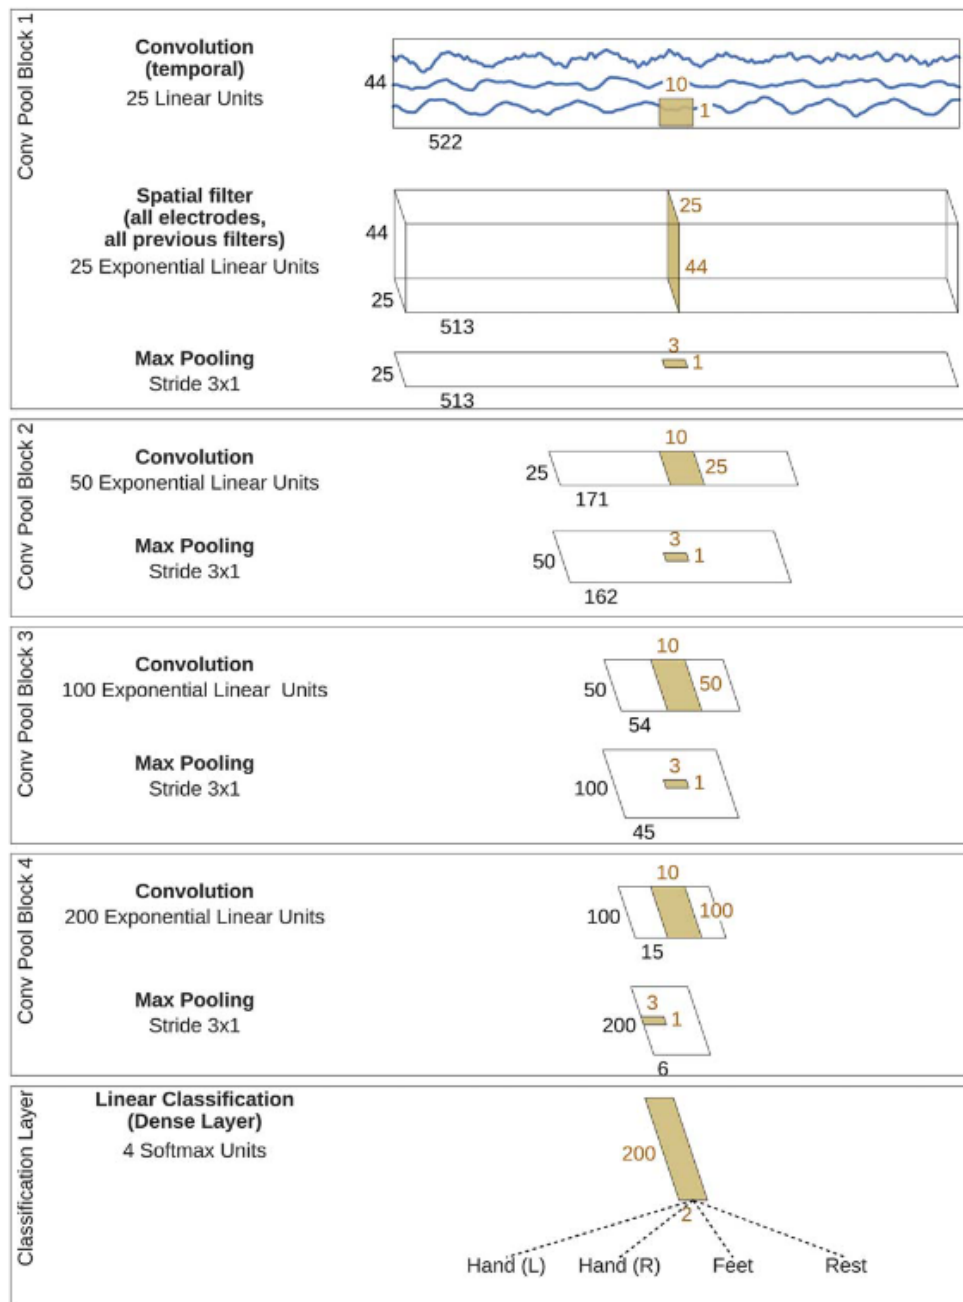 Conv Pool Block 1
Convolution
(temporal)
25 Linear Units
44
10
1
522
Spatial filter
(all electrodes,
all previous filters)
25 Exponential Linear Units
44
25
25
44
513
Max Pooling
Stride 3x1
25
3
1
513
Conv Pool Block 2
Convolution
50 Exponential Linear Units
25
10
25
171
Max Pooling
Stride 3x1
50
3
1
162
Conv Pool Block 3
Convolution
100 Exponential Linear Units
50
10
50
54
Max Pooling
Stride 3x1
100
3
1
45
Conv Pool Block 4
Convolution
200 Exponential Linear Units
100
10
100
15
Max Pooling
Stride 3x1
200
3
1
6
Classification Layer
Linear Classification
(Dense Layer)
4 Softmax Units
200
2
Hand (L) Hand (R) Feet Rest